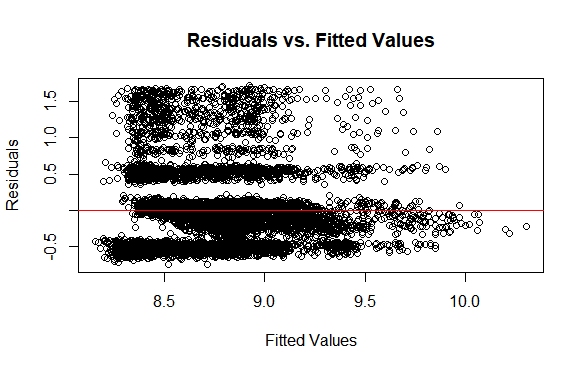 Residuals vs. Fitted Values
Residuals
1.5
1.0
0.5
-0.5
8.5 9.0 9.5 10.0
Fitted Values